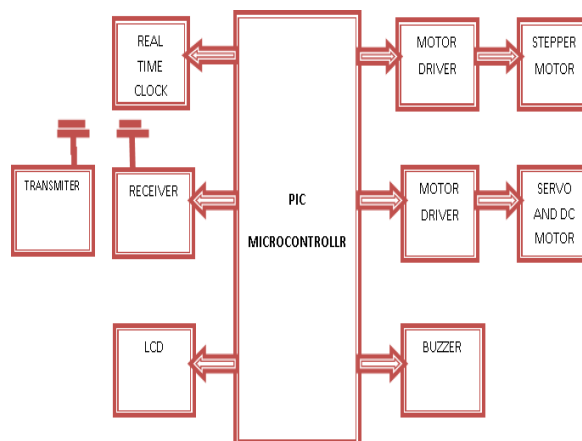 REAL
TIME
CLOCK
MOTOR
DRIVER
STEPPER
MOTOR
TRANSMITER
RECEIVER
PIC
MICROCONTROLLR
MOTOR
DRIVER
SERVO
AND DC
MOTOR
LCD
BUZZER